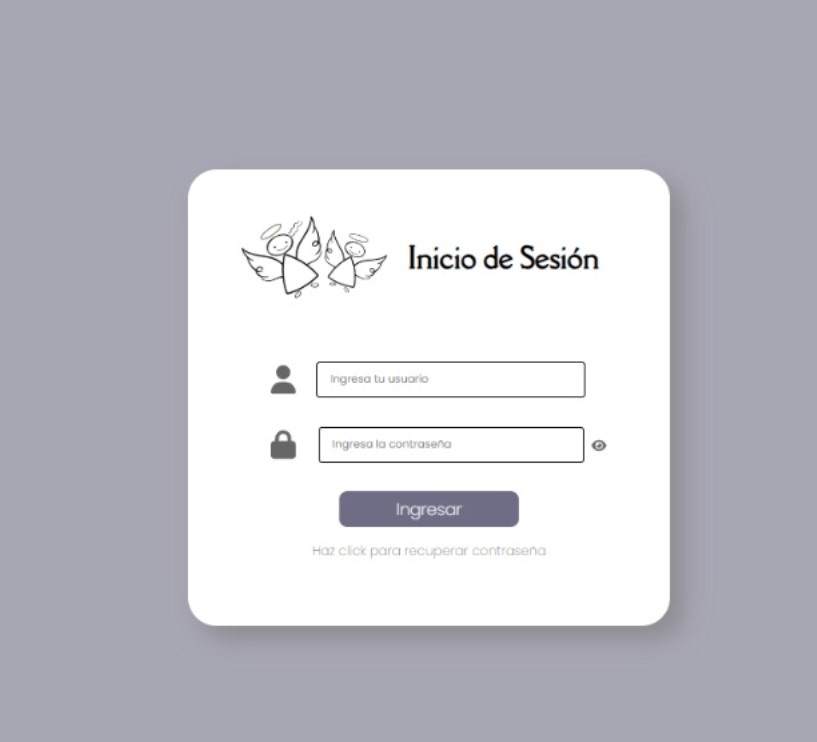 Inicio de Sesión
Ingresa tu usuario
Ingresa la contraseña
Ingresar
Haz click para recuperar contraseña